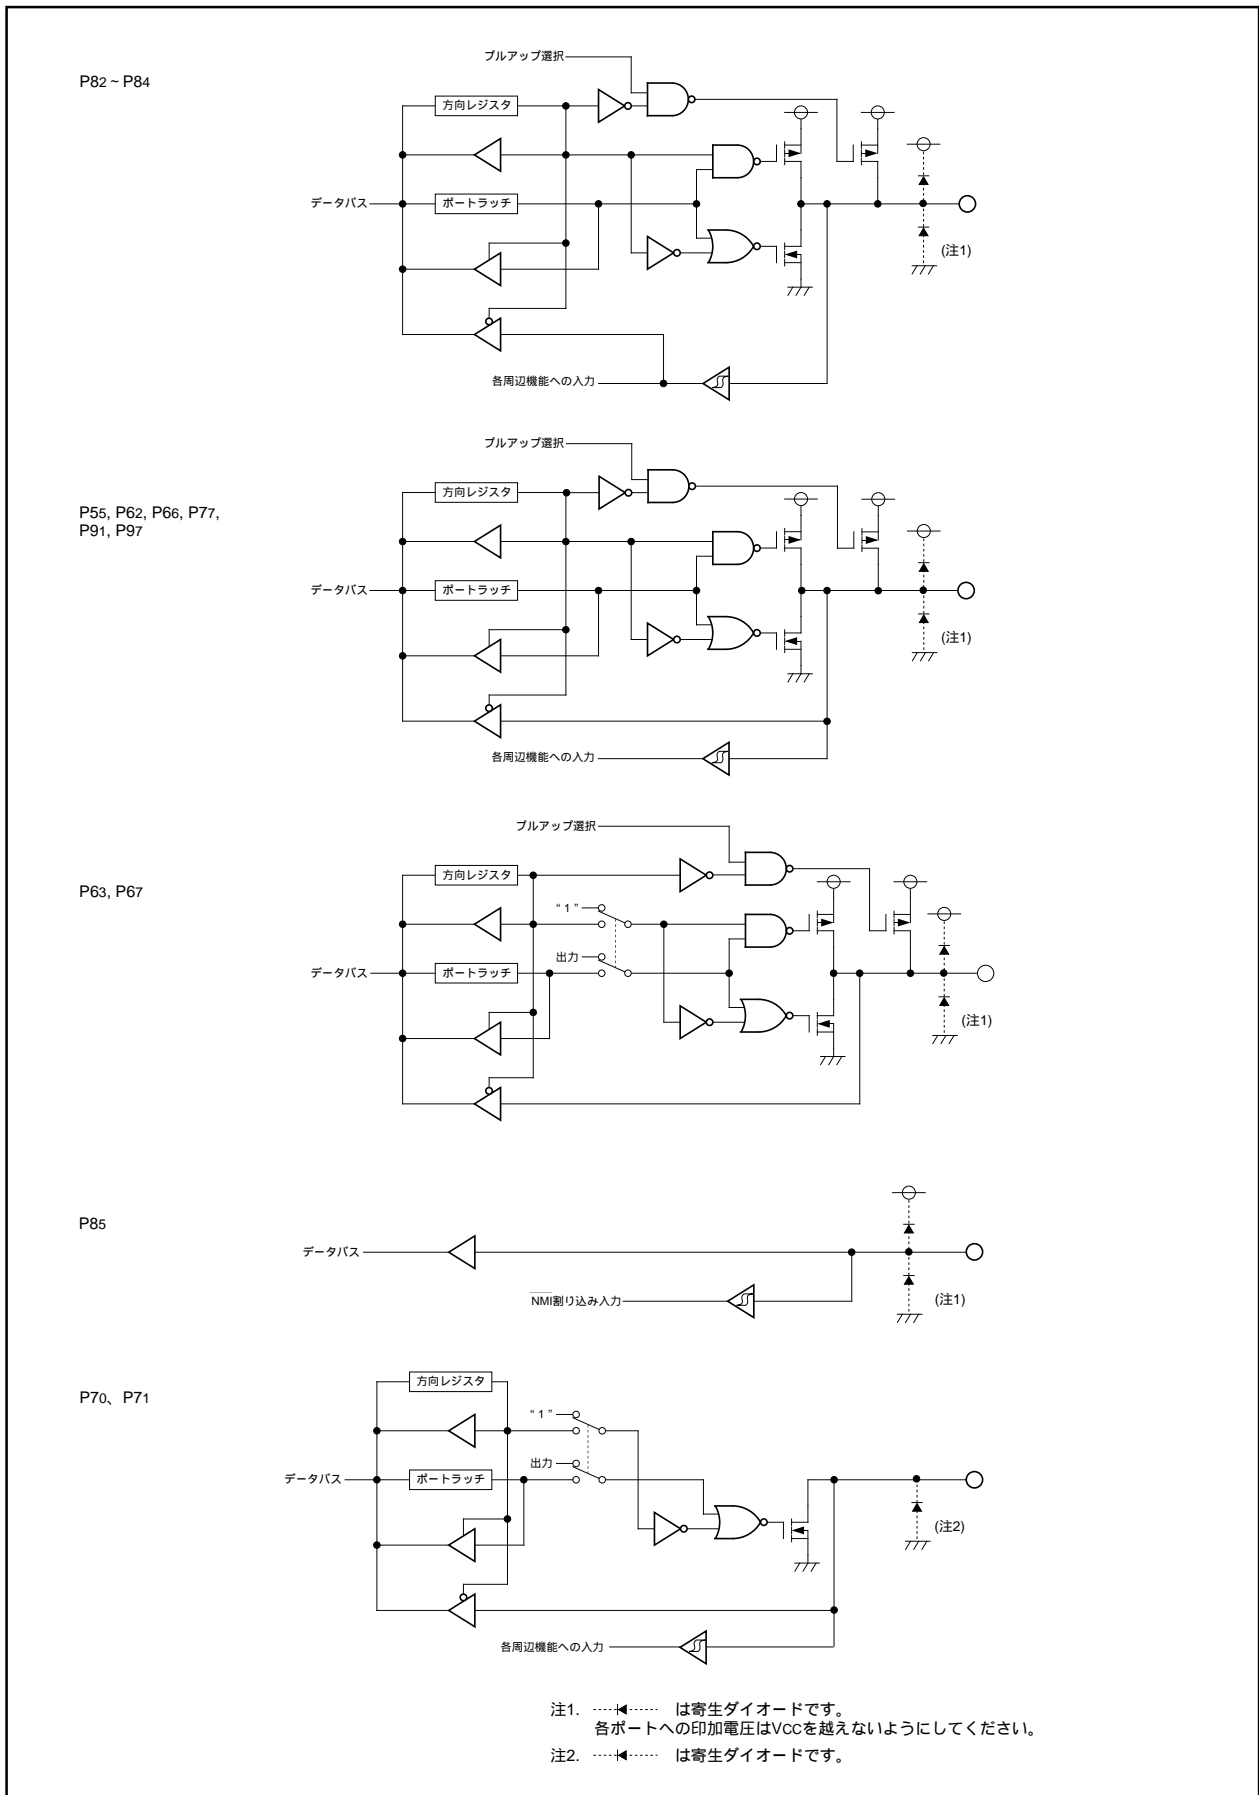 プルアップ選択
P82 ~ P84
方向レジスタ
データバス
ポートラッチ
(注1)
各周辺機能への入力
プルアップ選択
P55, P62, P66, P77,
P91, P97
方向レジスタ
データバス
ポートラッチ
(注1)
各周辺機能への入力
プルアップ選択
P63, P67
方向レジスタ
“ 1 ”
出力
データバス
ポートラッチ
(注1)
P85
データバス
NMI割り込み入力
(注1)
P70、P71
方向レジスタ
“ 1 ”
出力
データバス
ポートラッチ
(注2)
各周辺機能への入力
注1. は寄生ダイオードです。
各ポートへの印加電圧はVCCを越えないようにしてください。
注2. は寄生ダイオードです。